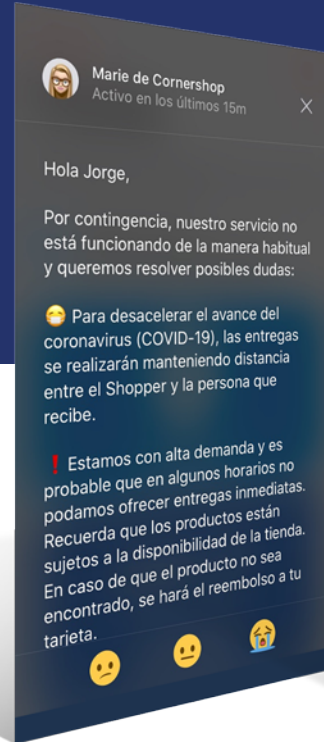 Marie de Cornershop
Activo en los últimos 15m
Hola Jorge,
Por contingencia, nuestro servicio no
está funcionando de la manera habitual
y queremos resolver posibles dudas:
😷 Para desacelerar el avance del
coronavirus (COVID-19), las entregas
se realizarán manteniendo distancia
entre el Shopper y la persona que
recibe.
❗ Estamos con alta demanda y es
probable que en algunos horarios no
podamos ofrecer entregas inmediatas.
Recuerda que los productos están
sujetos a la disponibilidad de la tienda.
En caso de que el producto no sea
encontrado, se hará el reembolso a tu
tarjeta.